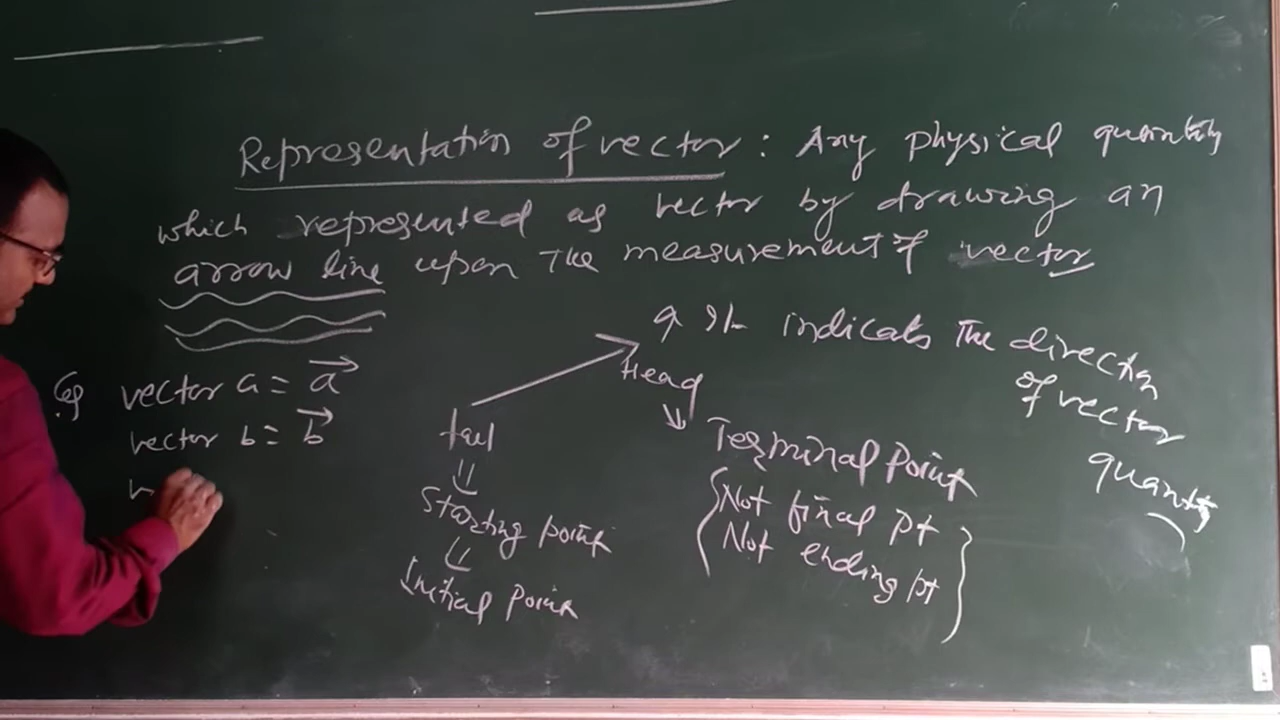 Representation of vector : Any physical quantity
which represented as vector by drawing an
arrow line upon The measurement of vector
indicats The direction
of vector
quantity
Head
Eg vector a = a⃗
vector b = b⃗
tail
Starting point
Initial Point
Terminal Point
Not final pt
Not ending pt